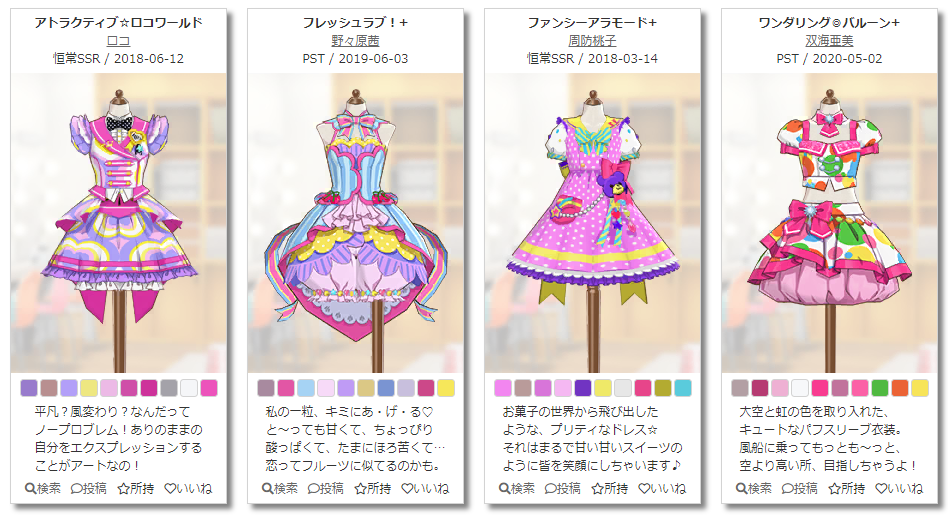 アトラクティブ☆ロコワールド
ロコ
恒常SSR / 2018-06-12
平凡？風変わり？なんだって
ノープロブレム！ありのままの
自分をエクスプレッションする
ことがアートなの！
検索 投稿 所持 いいね
フレッシュラブ！+
野々原茜
PST / 2019-06-03
私の一粒、キミにあ・げ・る♡
と～っても甘くて、ちょっぴり
酸っぱくて、たまにほろ苦くて…
恋ってフルーツに似てるのかも。
検索 投稿 所持 いいね
ファンシーアラモード+
周防桃子
恒常SSR / 2018-03-14
お菓子の世界から飛び出した
ような、プリティなドレス☆
それはまるで甘い甘いスイーツの
ように皆を笑顔にしちゃいます♪
検索 投稿 所持 いいね
ワンダリング◎バルーン+
双海亜美
PST / 2020-05-02
大空と虹の色を取り入れた、
キュートなパフスリーブ衣装。
風船に乗ってもっとも～っと、
空より高い所、目指しちゃうよ！
検索 投稿 所持 いいね